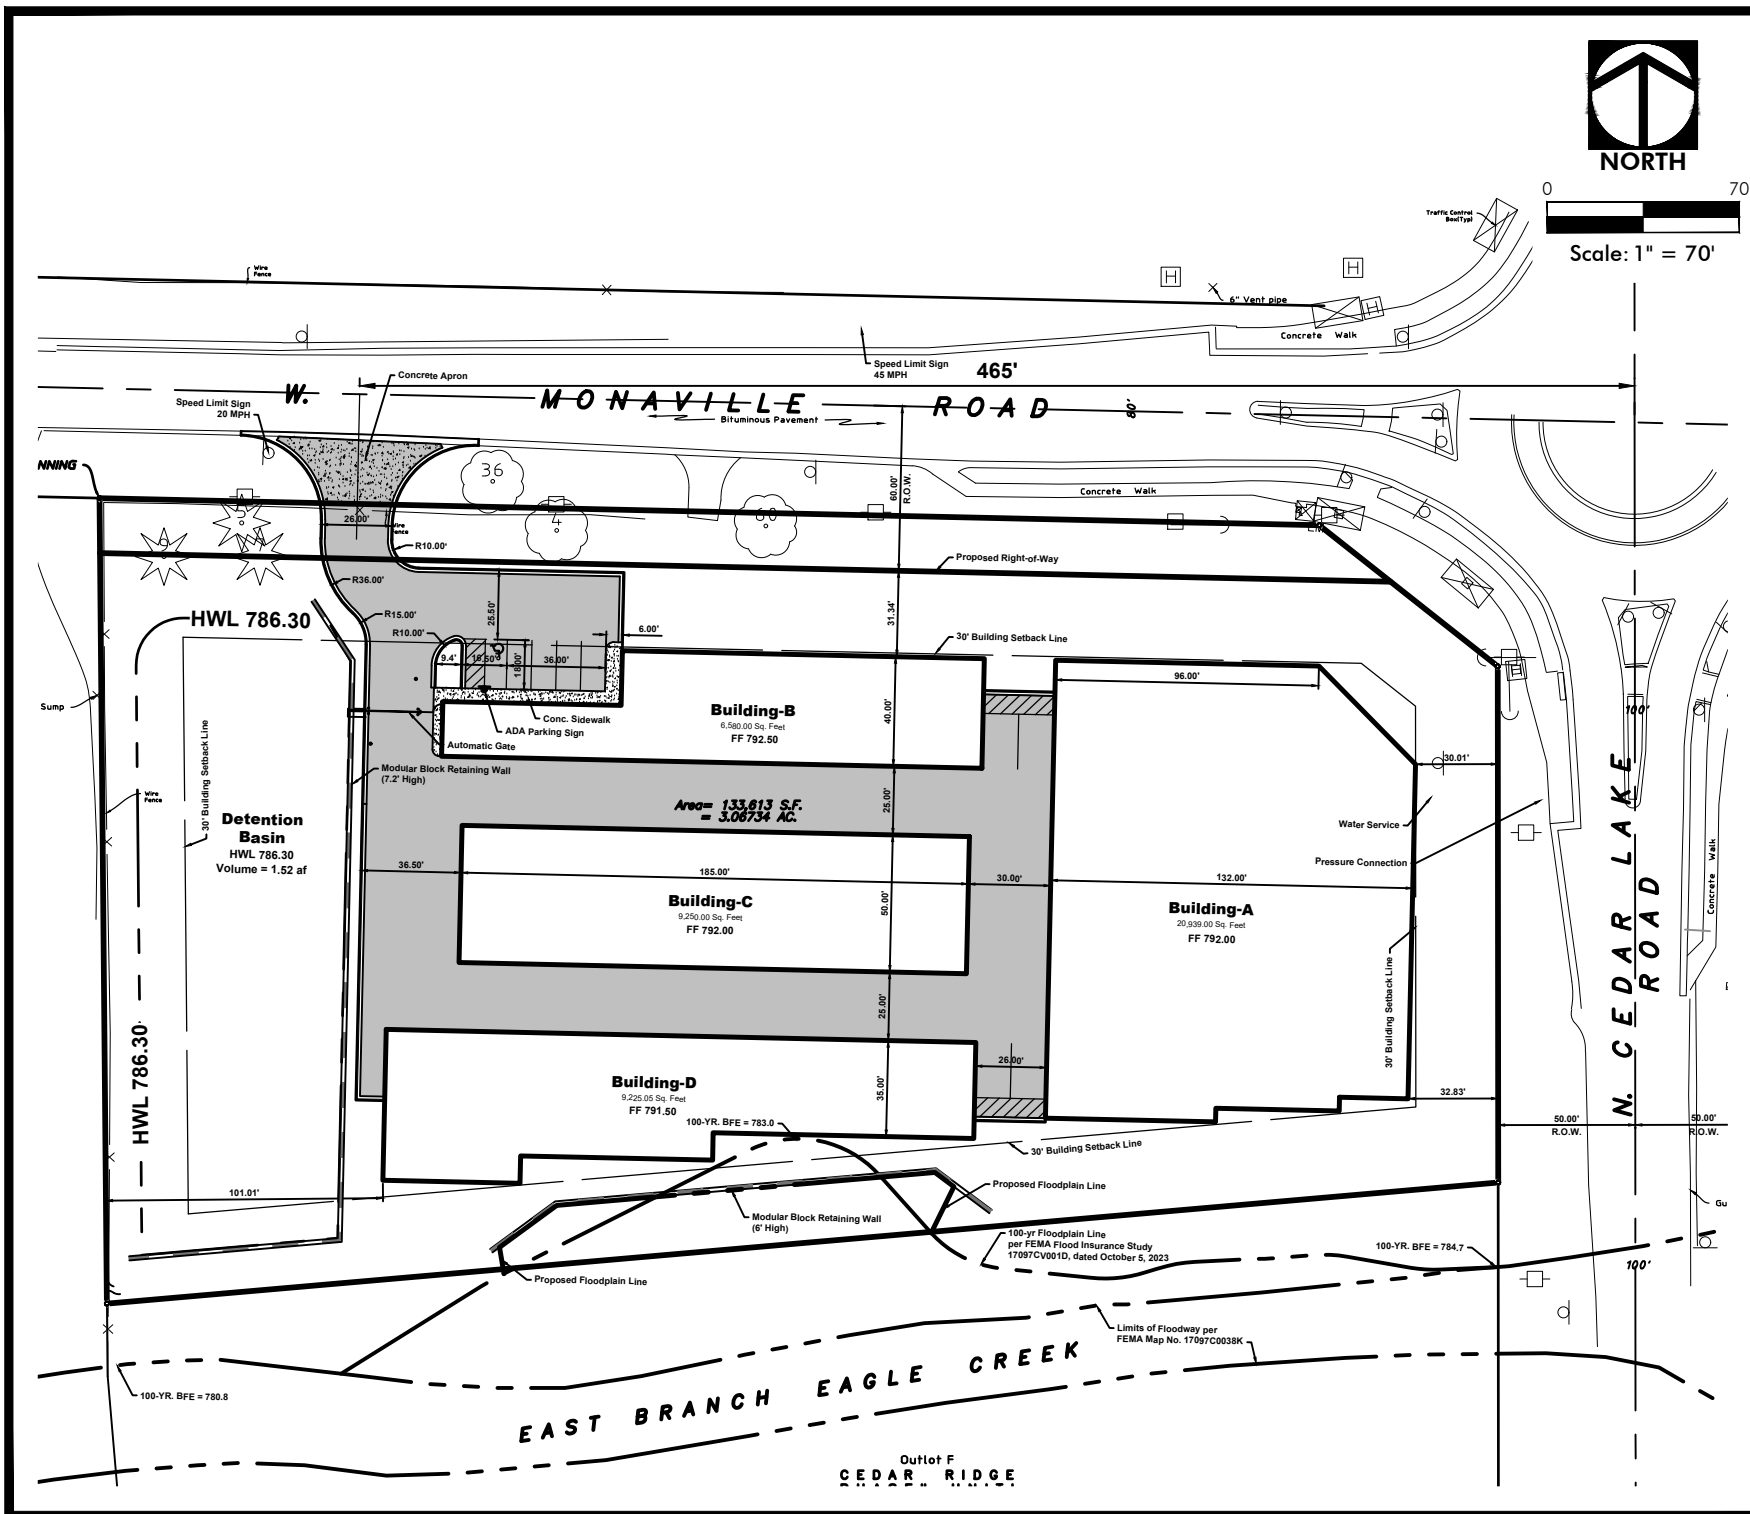 NORTH
0 70
Scale: 1" = 70'
Traffic Control
Box(Typ)
Wire
Fence
H
H
H
6" Vent pipe
Concrete Walk
Speed Limit Sign
45 MPH
465'
Concrete Apron
W. MONAVILLE ROAD
80'
Bituminous Pavement
Speed Limit Sign
20 MPH
NNING
36
4
60
60.00'
R.O.W.
Concrete Walk
26.00'
Wire
Fence
R10.00'
Proposed Right-of-Way
R36.00'
HWL 786.30
R15.00'
R10.00'
25.50'
6.00'
31.34'
30' Building Setback Line
9.4'
16.50'
18.00'
36.00'
96.00'
H
Sump
Conc. Sidewalk
ADA Parking Sign
Automatic Gate
Building-B
6,580.00 Sq. Feet
FF 792.50
40.00'
100'
30.01'
30' Building Setback Line
Modular Block Retaining Wall
(7.2' High)
Wire
Fence
Area= 133,613 S.F.
= 3.06734 AC.
25.00'
Detention
Basin
HWL 786.30
Volume = 1.52 af
Water Service
Pressure Connection
36.50'
185.00'
30.00'
132.00'
Building-C
9,250.00 Sq. Feet
FF 792.00
50.00'
Building-A
20,939.00 Sq. Feet
FF 792.00
Concrete Walk
N. CEDAR LAKE
ROAD
30' Building Setback Line
25.00'
HWL 786.30
Building-D
9,225.05 Sq. Feet
FF 791.50
35.00'
26.00'
32.83'
100-YR. BFE = 783.0
50.00'
R.O.W.
50.00'
R.O.W.
30' Building Setback Line
101.01'
Proposed Floodplain Line
Modular Block Retaining Wall
(6' High)
Gu
100-yr Floodplain Line
per FEMA Flood Insurance Study
17097CV001D, dated October 5, 2023
100-YR. BFE = 784.7
100'
Proposed Floodplain Line
Limits of Floodway per
FEMA Map No. 17097C0038K
100-YR. BFE = 780.8
EAST BRANCH EAGLE CREEK
Outlot F
CEDAR RIDGE